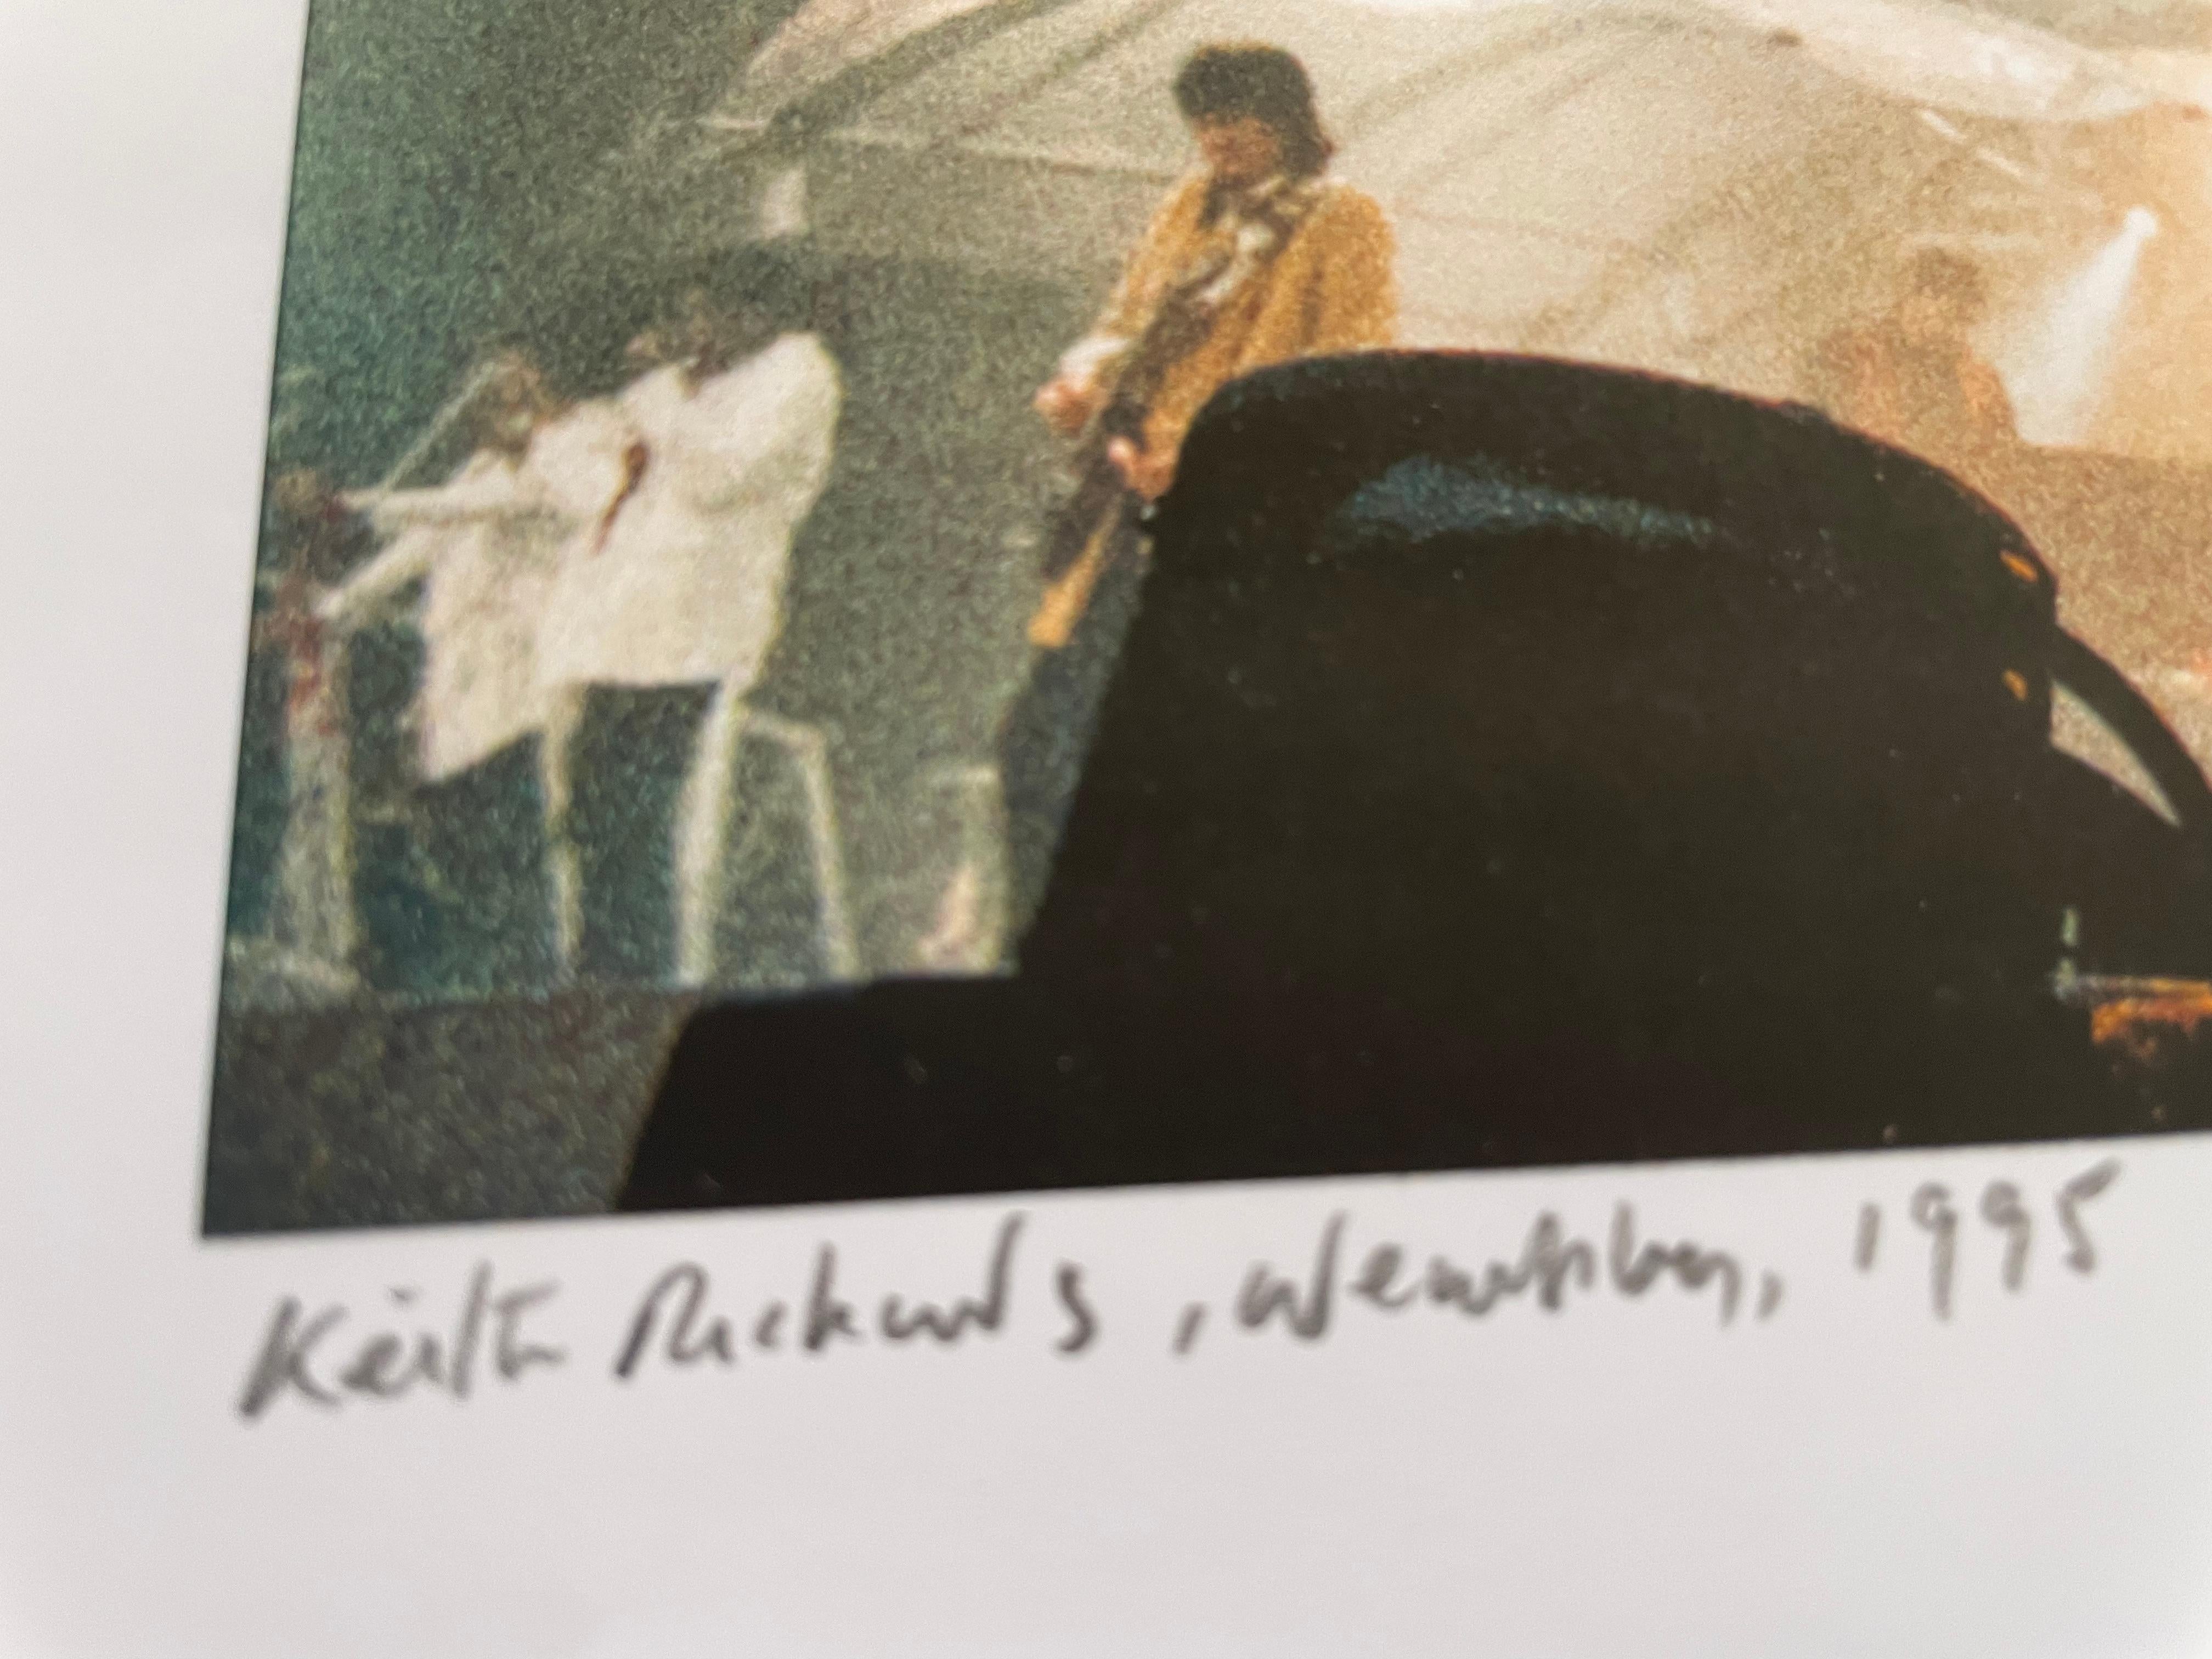 Keith Richards, Wembley, 1995